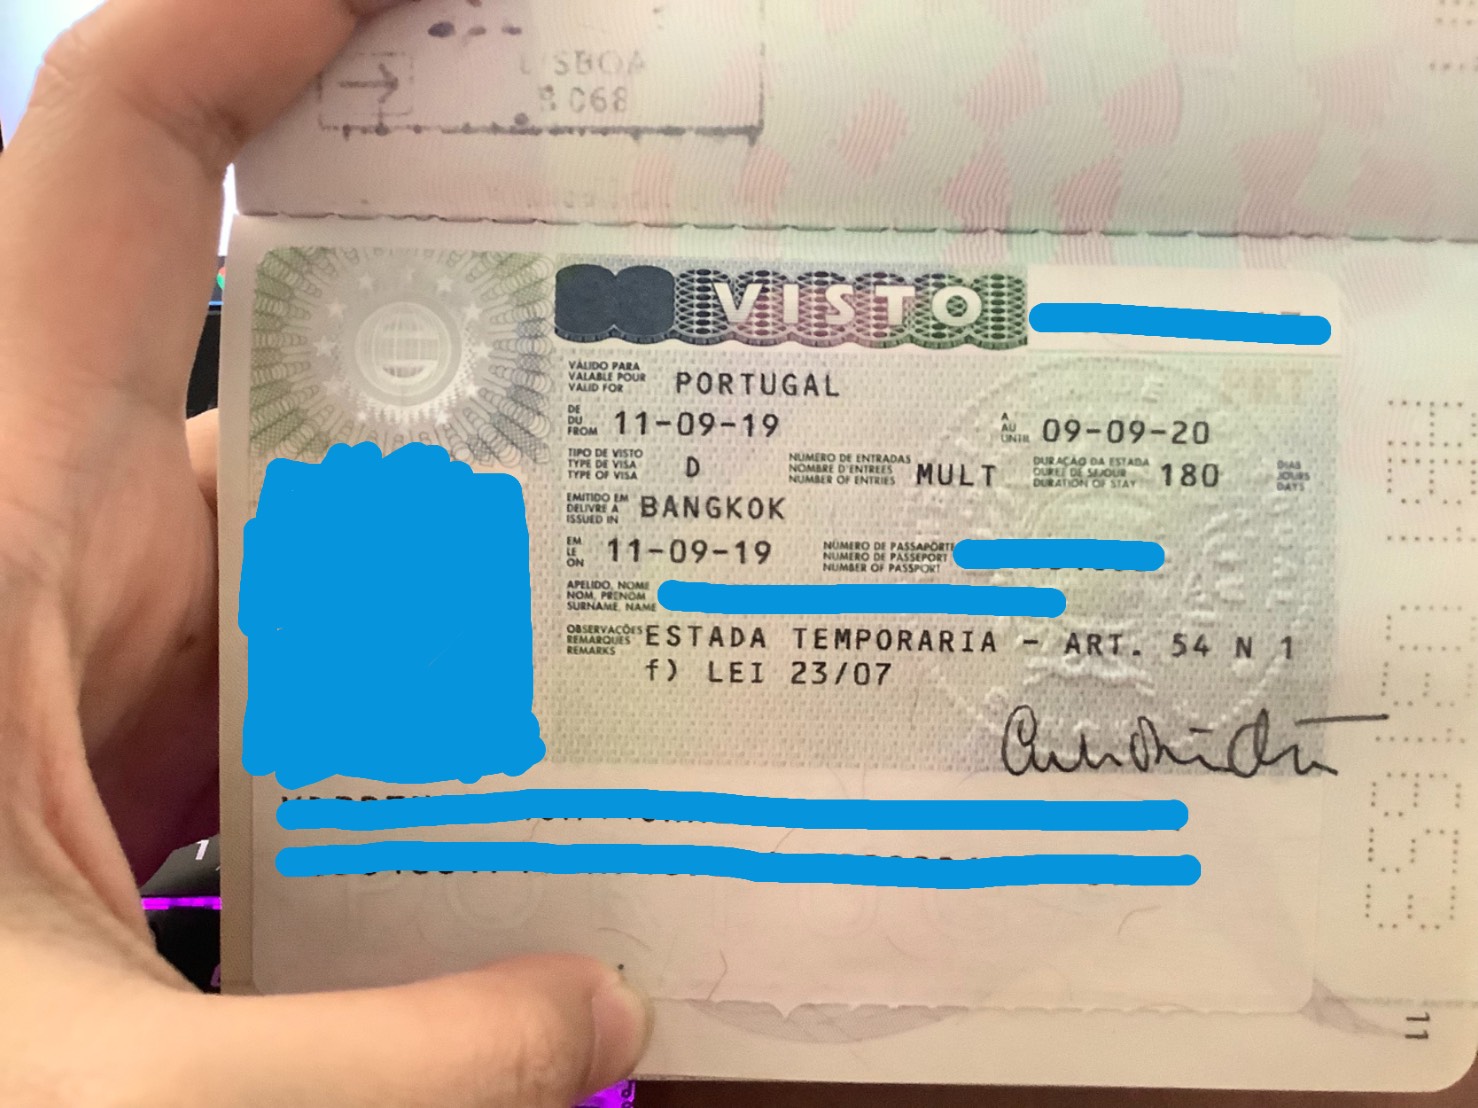 LISBOA
068
VISTO
VÁLIDO PARA
VALABLE POUR
VALID FOR
PORTUGAL
DE
DU
FROM
11-09-19
A
AU
UNTIL
09-09-20
TIPO DE VISTO
TYPE DE VISA
TYPE OF VISA
D
NÚMERO DE ENTRADAS
NOMBRE D'ENTREES
NUMBER OF ENTRIES
MULT
DURAÇÃO DA ESTADA
DUREE DE SEJOUR
DURATION OF STAY
180
DIAS
JOURS
DAYS
EMITIDO EM
DELIVRE A
ISSUED IN
BANGKOK
EM
LE
ON
11-09-19
NÚMERO DE PASSAPORTE
NUMERO DE PASSEPORT
NUMBER OF PASSPORT
APELIDO, NOME
NOM, PRENOM
SURNAME, NAME
OBSERVAÇÕES
REMARQUES
REMARKS
ESTADA TEMPORARIA - ART. 54 N 1
f) LEI 23/07
11